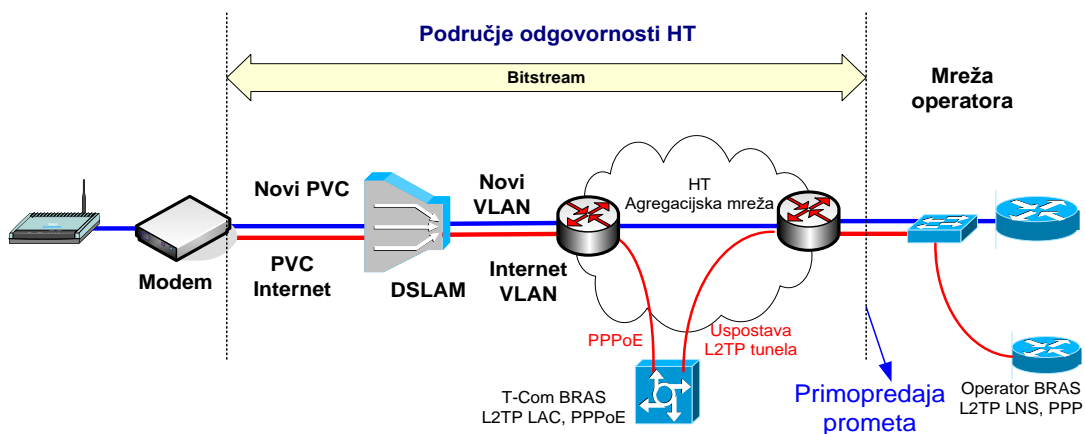 Područje odgovornosti HT
Bitstream
Mreža
operatora
Novi PVC
Novi
VLAN
HT
Agregacijska mreža
Modem
PVC
Internet
DSLAM
Internet
VLAN
PPPoE
Uspostava
L2TP tunela
T-Com BRAS
L2TP LAC, PPPoE
Primopredaja
prometa
Operator BRAS
L2TP LNS, PPP